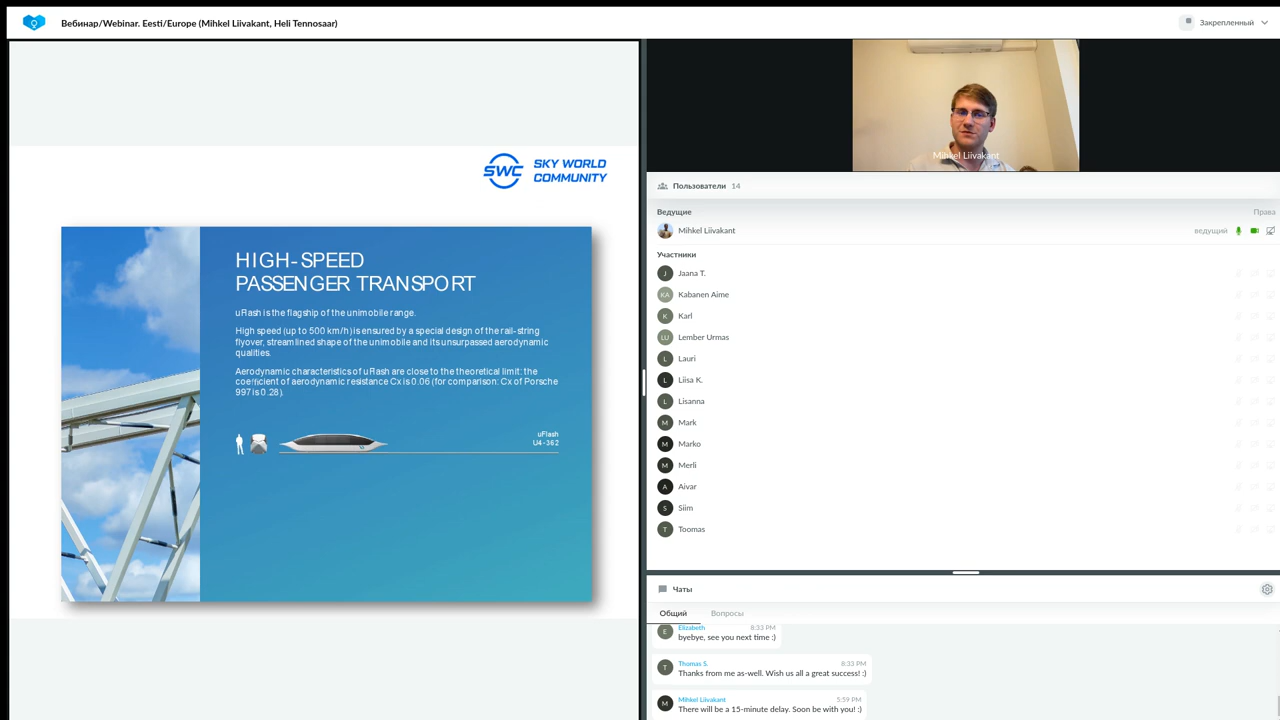 Вебинар/Webinar. Eesti/Europe (Mihkel Liivakant, Heli Tennosaar)
Закрепленный
SWC SKY WORLD
COMMUNITY
HIGH-SPEED
PASSENGER TRANSPORT
uFlash is the flagship of the unimobile range.
High speed (up to 500 km/h) is ensured by a special design of the rail-string
flyover, streamlined shape of the unimobile and its unsurpassed aerodynamic
qualities.
Aerodynamic characteristics of uFlash are close to the theoretical limit: the
coefficient of aerodynamic resistance Cx is 0.06 (for comparison: Cx of Porsche
997 is 0.28).
uFlash
U4-362
Mihkel Liivakant
Пользователи 14
Ведущие Права
Mihkel Liivakant ведущий
Участники
J Jaana T.
KA Kabanen Aime
K Karl
LU Lember Urmas
L Lauri
L Liisa K.
L Lisanna
M Mark
M Marko
M Merli
A Aivar
S Siim
T Toomas
Чаты
Общий Вопросы
E Elizabeth 8:33 PM
byebye, see you next time :)
T Thomas S. 8:33 PM
Thanks from me as-well. Wish us all a great success! :)
M Mihkel Liivakant 5:59 PM
There will be a 15-minute delay. Soon be with you! :)